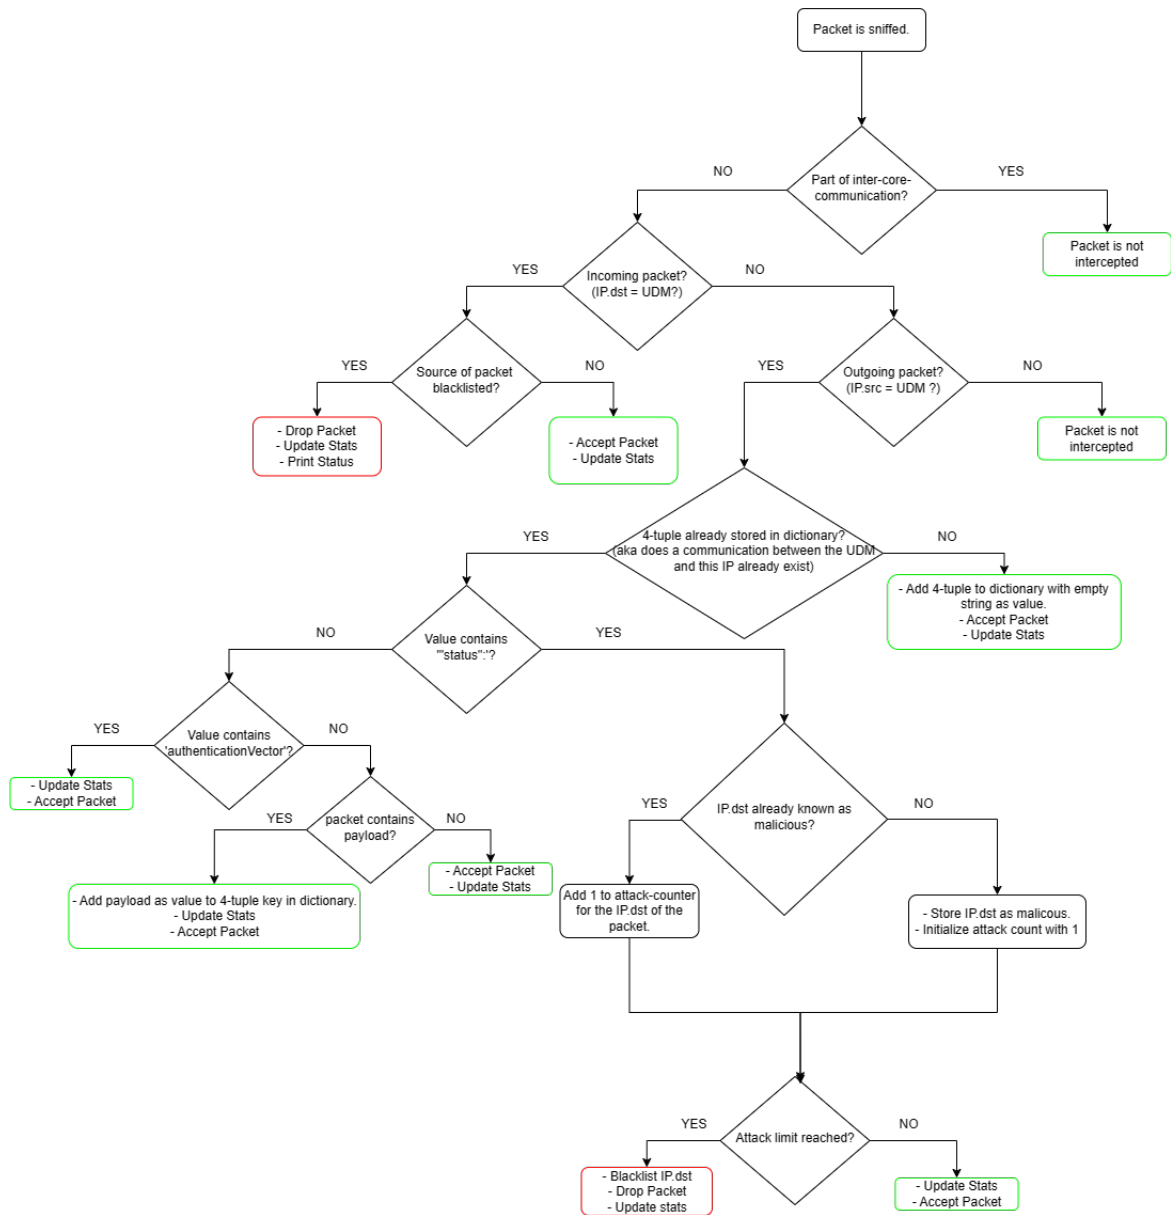 Packet is sniffed.
NO
Part of inter-core-
communication?
YES
Packet is not
intercepted
YES
Incoming packet?
(IP.dst = UDM?)
NO
YES
Source of packet
blacklisted?
NO
YES
Outgoing packet?
(IP.src = UDM ?)
NO
- Drop Packet
- Update Stats
- Print Status
- Accept Packet
- Update Stats
Packet is not
intercepted
YES
4-tuple already stored in dictionary?
(aka does a communication between the UDM
and this IP already exist)
NO
- Add 4-tuple to dictionary with empty
string as value.
- Accept Packet
- Update Stats
NO
Value contains
'"status":'?
YES
YES
Value contains
'authenticationVector'?
NO
- Update Stats
- Accept Packet
YES
packet contains
payload?
NO
YES
IP.dst already known as
malicious?
NO
- Accept Packet
- Update Stats
- Add payload as value to 4-tuple key in dictionary.
- Update Stats
- Accept Packet
Add 1 to attack-counter
for the IP.dst of the
packet.
- Store IP.dst as malicous.
- Initialize attack count with 1
YES
Attack limit reached?
NO
- Blacklist IP.dst
- Drop Packet
- Update stats
- Update Stats
- Accept Packet